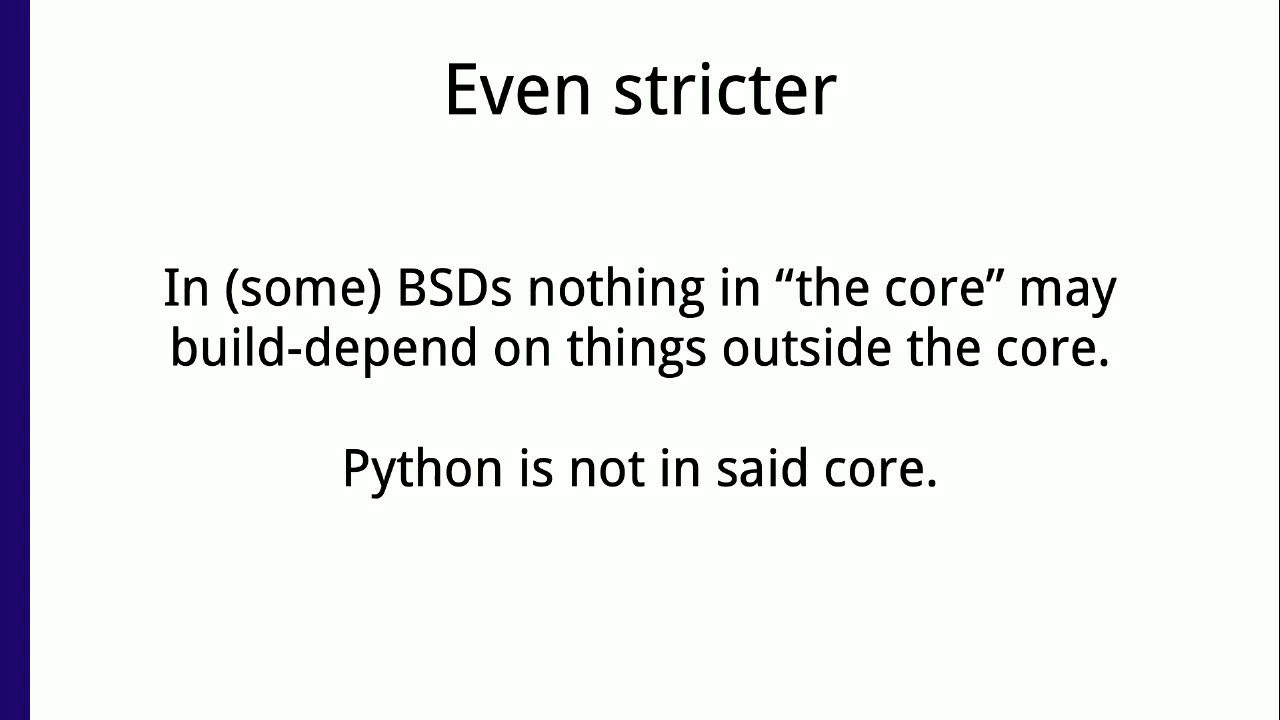 Even stricter
In (some) BSDs nothing in “the core” may
build-depend on things outside the core.
Python is not in said core.